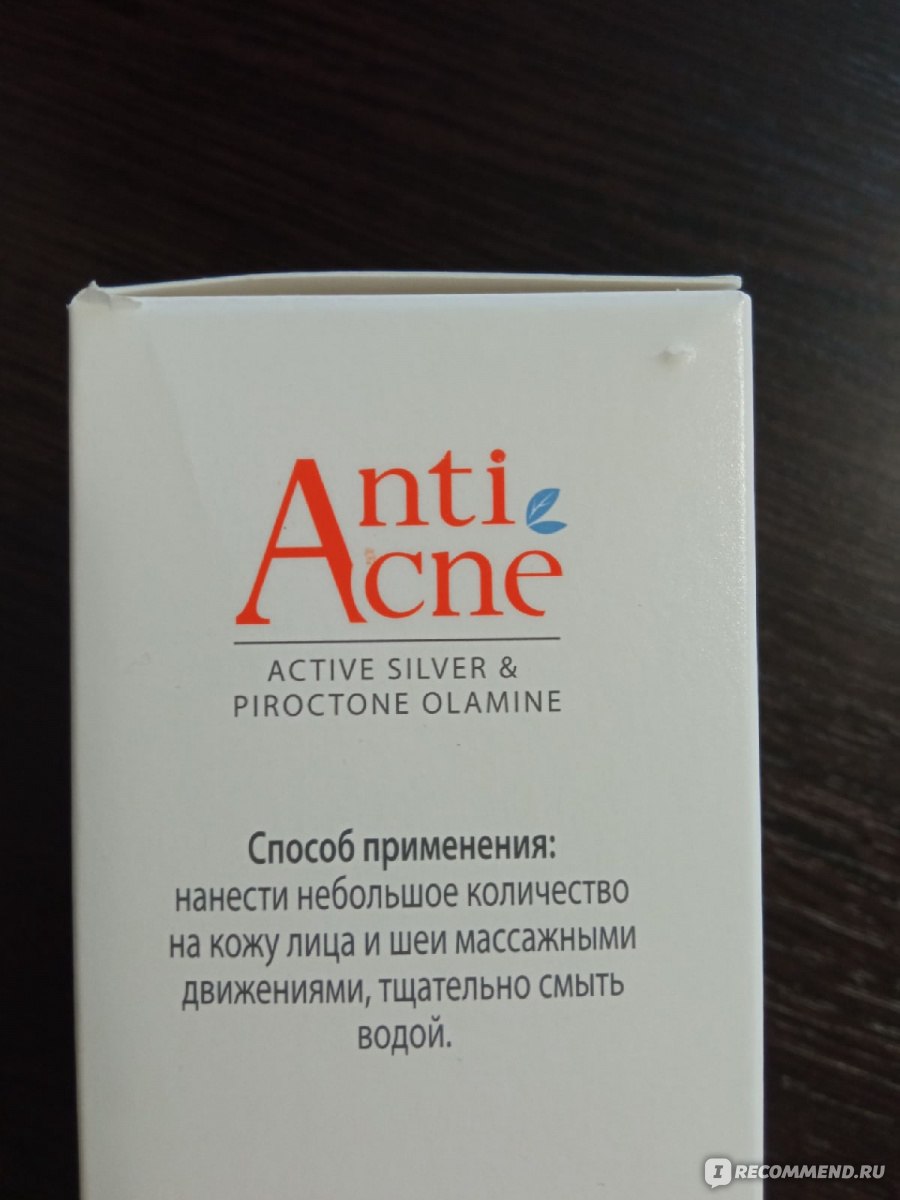 Anti
Acne
ACTIVE SILVER &
PIROCTONE OLAMINE
Способ применения:
нанести небольшое количество
на кожу лица и шеи массажными
движениями, тщательно смыть
водой.
IRECOMMEND.RU